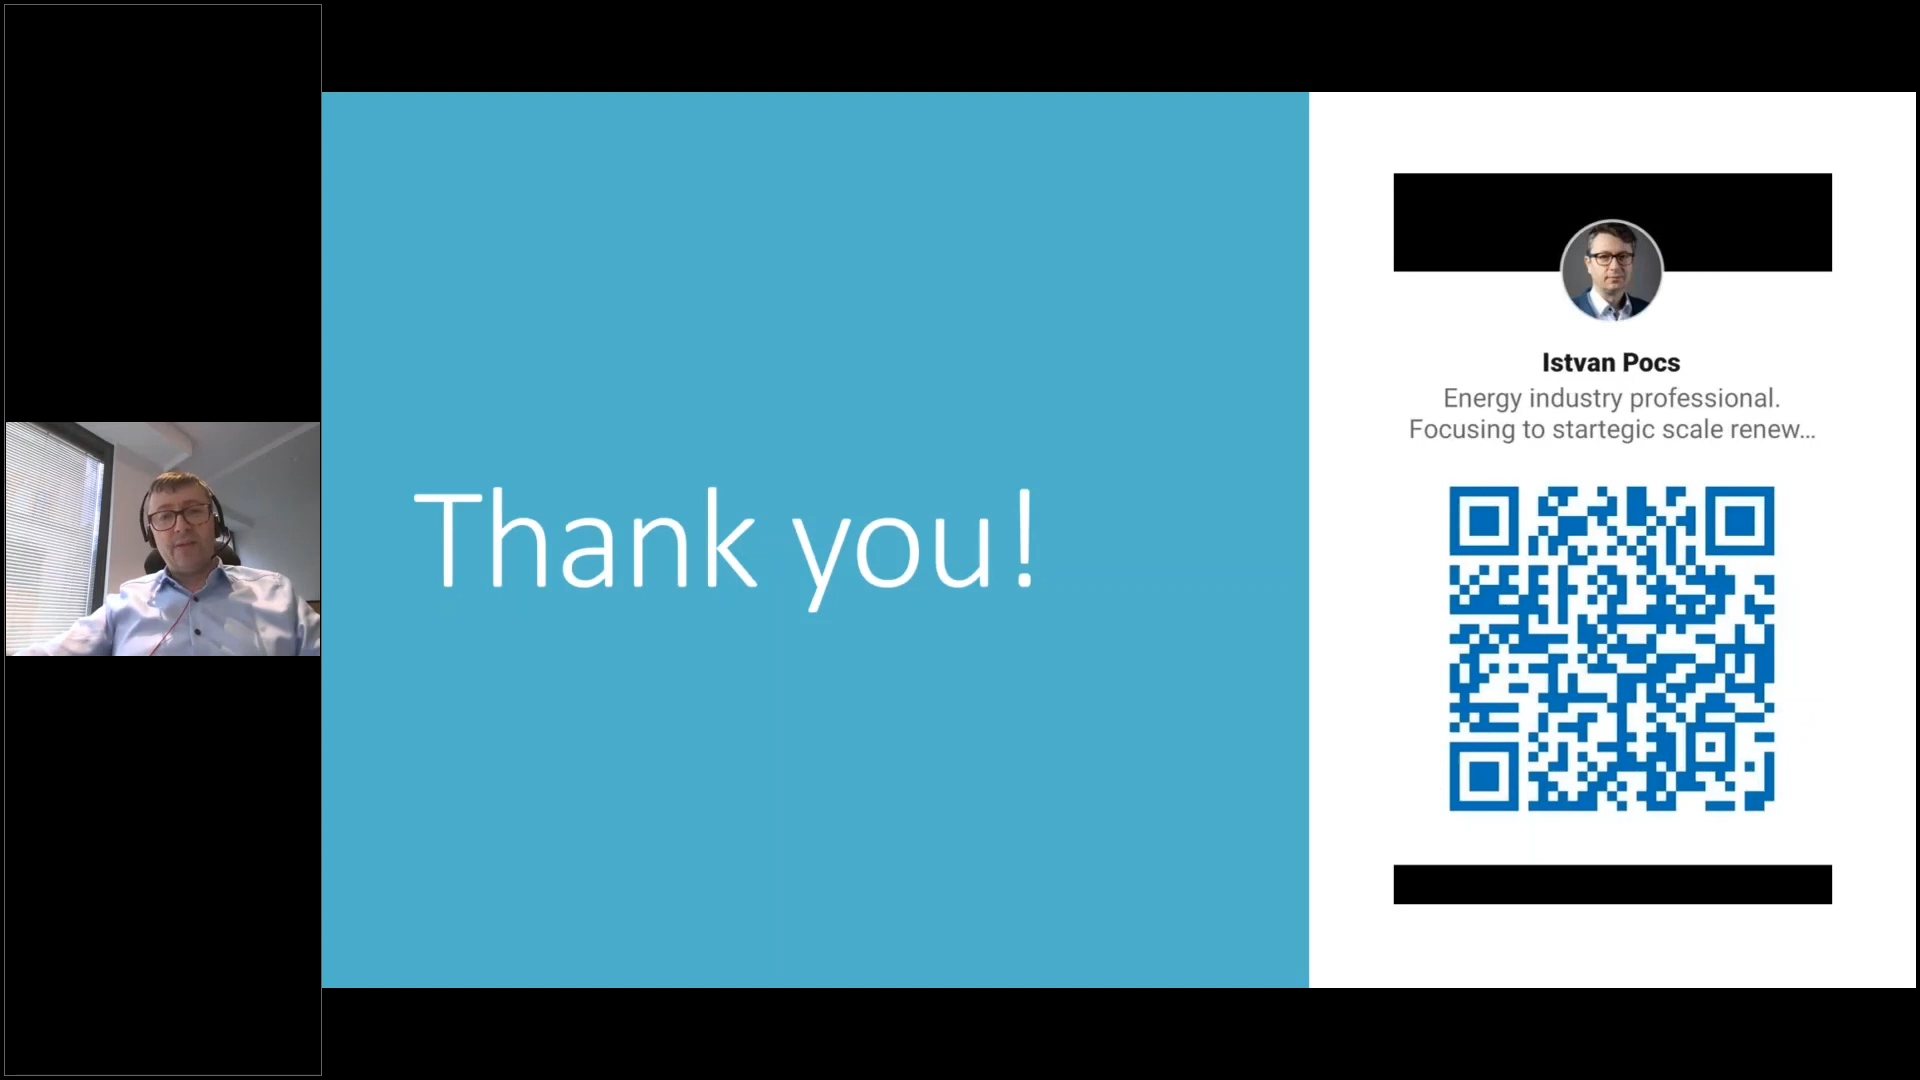 Thank you!
Istvan Pocs
Energy industry professional.
Focusing to startegic scale renew...